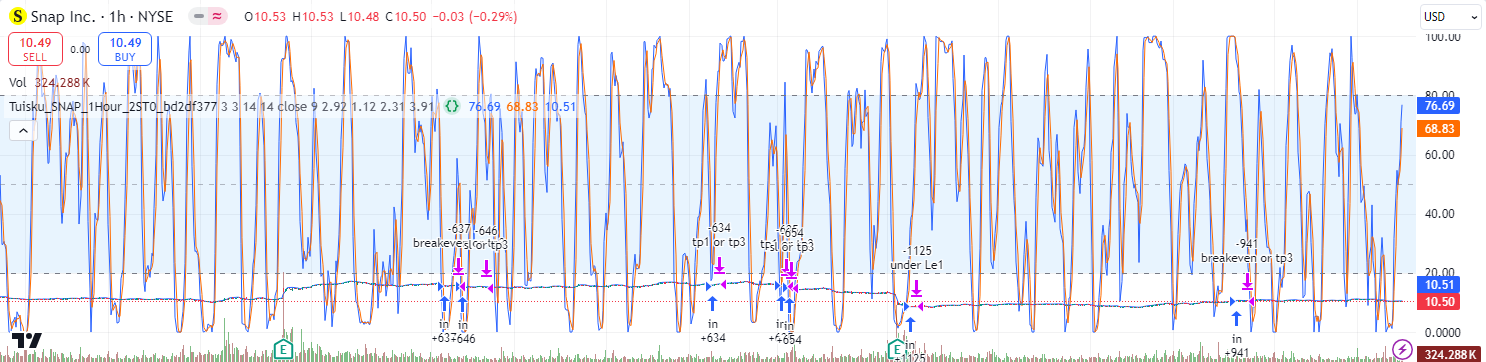 S Snap Inc. · 1h · NYSE O10.53 H10.53 L10.48 C10.50 −0.03 (−0.29%)
USD
10.49 SELL
0.00
10.49 BUY
Vol 324.288 K
Tuisku_SNAP_1Hour_2ST0_bd2df377 3 3 14 14 close 9 2.92 1.12 2.31 3.91 {} 76.69 68.83 10.51
100.00
80.00
76.69
68.83
60.00
40.00
20.00
10.51
10.50
0.0000
324.288 K
-637
-646
sl or tp3
-634
tp1 or tp3
-654
sl or tp3
-1125
under Le1
-941
breakeven or tp3
in
in
+646
in
+634
in
in
+654
in
+1125
in
+941
E
E